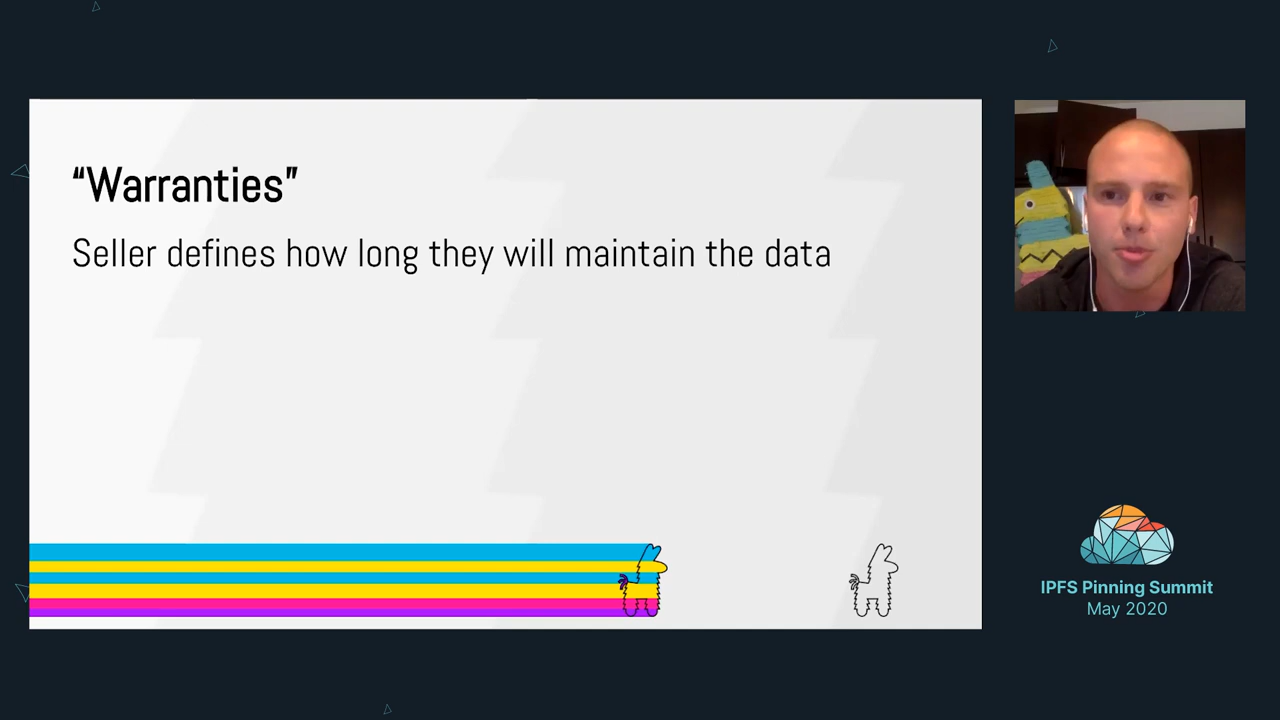 “Warranties”
Seller defines how long they will maintain the data
IPFS Pinning Summit
May 2020